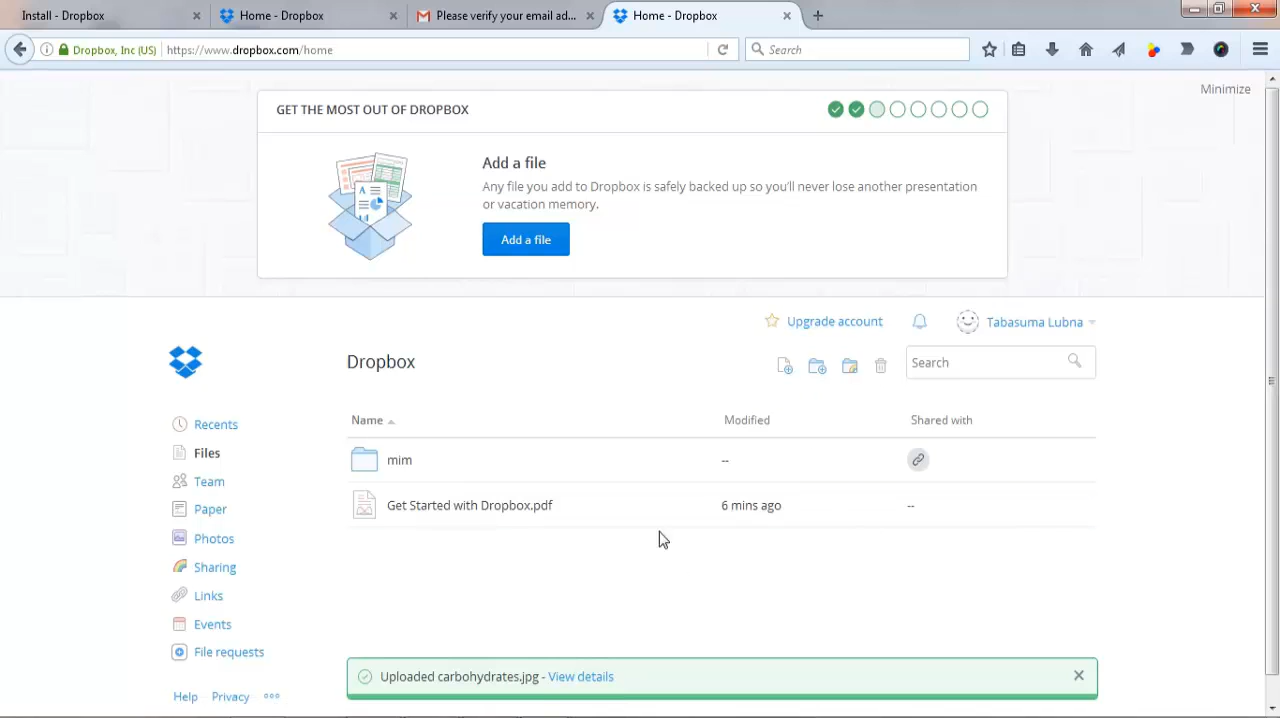 Install - Dropbox
Home - Dropbox
Please verify your email ad...
Home - Dropbox
Dropbox, Inc (US)
https://www.dropbox.com/home
Search
Minimize
GET THE MOST OUT OF DROPBOX
Add a file
Any file you add to Dropbox is safely backed up so you'll never lose another presentation
or vacation memory.
Add a file
Upgrade account
Tabasuma Lubna
Dropbox
Search
Recents
Files
Team
Paper
Photos
Sharing
Links
Events
File requests
Help
Privacy
Name
Modified
Shared with
mim
--
Get Started with Dropbox.pdf
6 mins ago
--
Uploaded carbohydrates.jpg - View details